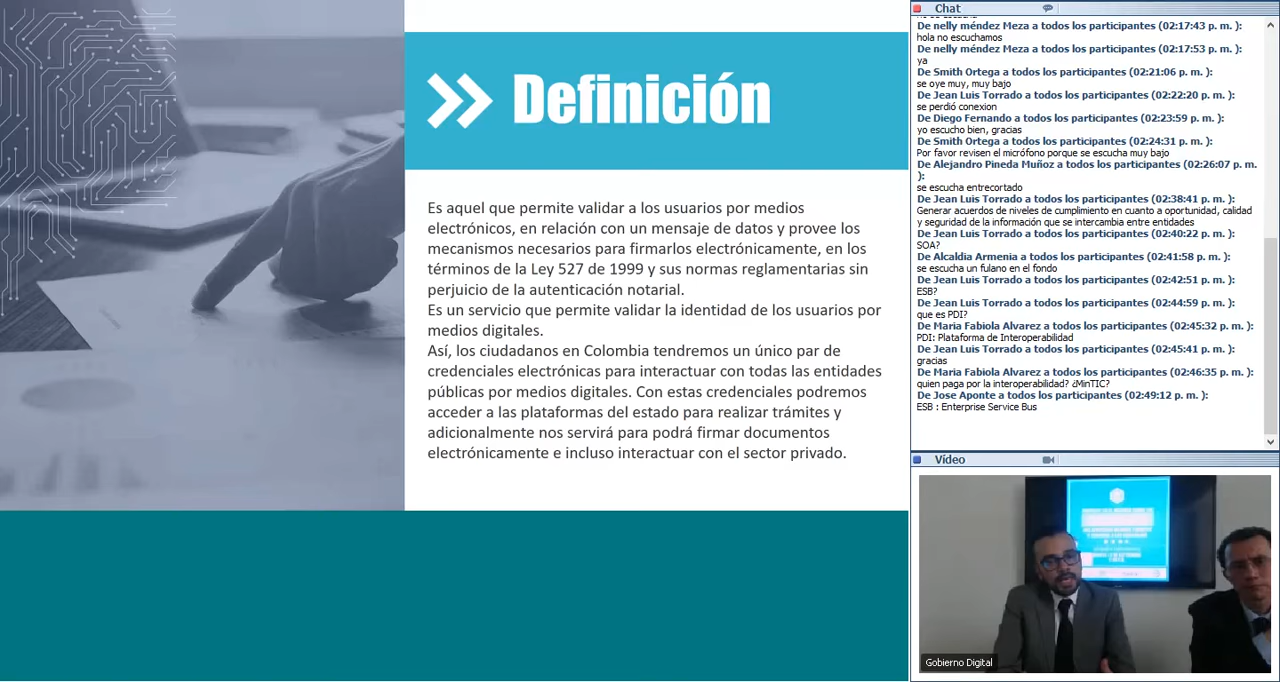 Definición
Es aquel que permite validar a los usuarios por medios
electrónicos, en relación con un mensaje de datos y provee los
mecanismos necesarios para firmarlos electrónicamente, en los
términos de la Ley 527 de 1999 y sus normas reglamentarias sin
perjuicio de la autenticación notarial.
Es un servicio que permite validar la identidad de los usuarios por
medios digitales.
Así, los ciudadanos en Colombia tendremos un único par de
credenciales electrónicas para interactuar con todas las entidades
públicas por medios digitales. Con estas credenciales podremos
acceder a las plataformas del estado para realizar trámites y
adicionalmente nos servirá para podrá firmar documentos
electrónicamente e incluso interactuar con el sector privado.
Chat
De nelly méndez Meza a todos los participantes (02:17:43 p. m. ):
hola no escuchamos
De nelly méndez Meza a todos los participantes (02:17:53 p. m. ):
ya
De Smith Ortega a todos los participantes (02:21:06 p. m. ):
se oye muy, muy bajo
De Jean Luis Torrado a todos los participantes (02:22:20 p. m. ):
se perdió conexion
De Diego Fernando a todos los participantes (02:23:59 p. m. ):
yo escucho bien, gracias
De Smith Ortega a todos los participantes (02:24:31 p. m. ):
Por favor revisen el micrófono porque se escucha muy bajo
De Alejandro Pineda Muñoz a todos los participantes (02:26:07 p. m.
):
se escucha entrecortado
De Jean Luis Torrado a todos los participantes (02:38:41 p. m. ):
Generar acuerdos de niveles de cumplimiento en cuanto a oportunidad, calidad
y seguridad de la información que se intercambia entre entidades
De Jean Luis Torrado a todos los participantes (02:40:22 p. m. ):
SOA?
De Alcaldia Armenia a todos los participantes (02:41:58 p. m. ):
se escucha un fulano en el fondo
De Jean Luis Torrado a todos los participantes (02:42:51 p. m. ):
ESB?
De Jean Luis Torrado a todos los participantes (02:44:59 p. m. ):
que es PDI?
De Maria Fabiola Alvarez a todos los participantes (02:45:32 p. m. ):
PDI: Plataforma de Interoperabilidad
De Jean Luis Torrado a todos los participantes (02:45:41 p. m. ):
gracias
De Maria Fabiola Alvarez a todos los participantes (02:46:35 p. m. ):
quien paga por la interoperabilidad? ¿MinTIC?
De Jose Aponte a todos los participantes (02:49:12 p. m. ):
ESB : Enterprise Service Bus
Vídeo
Gobierno Digital